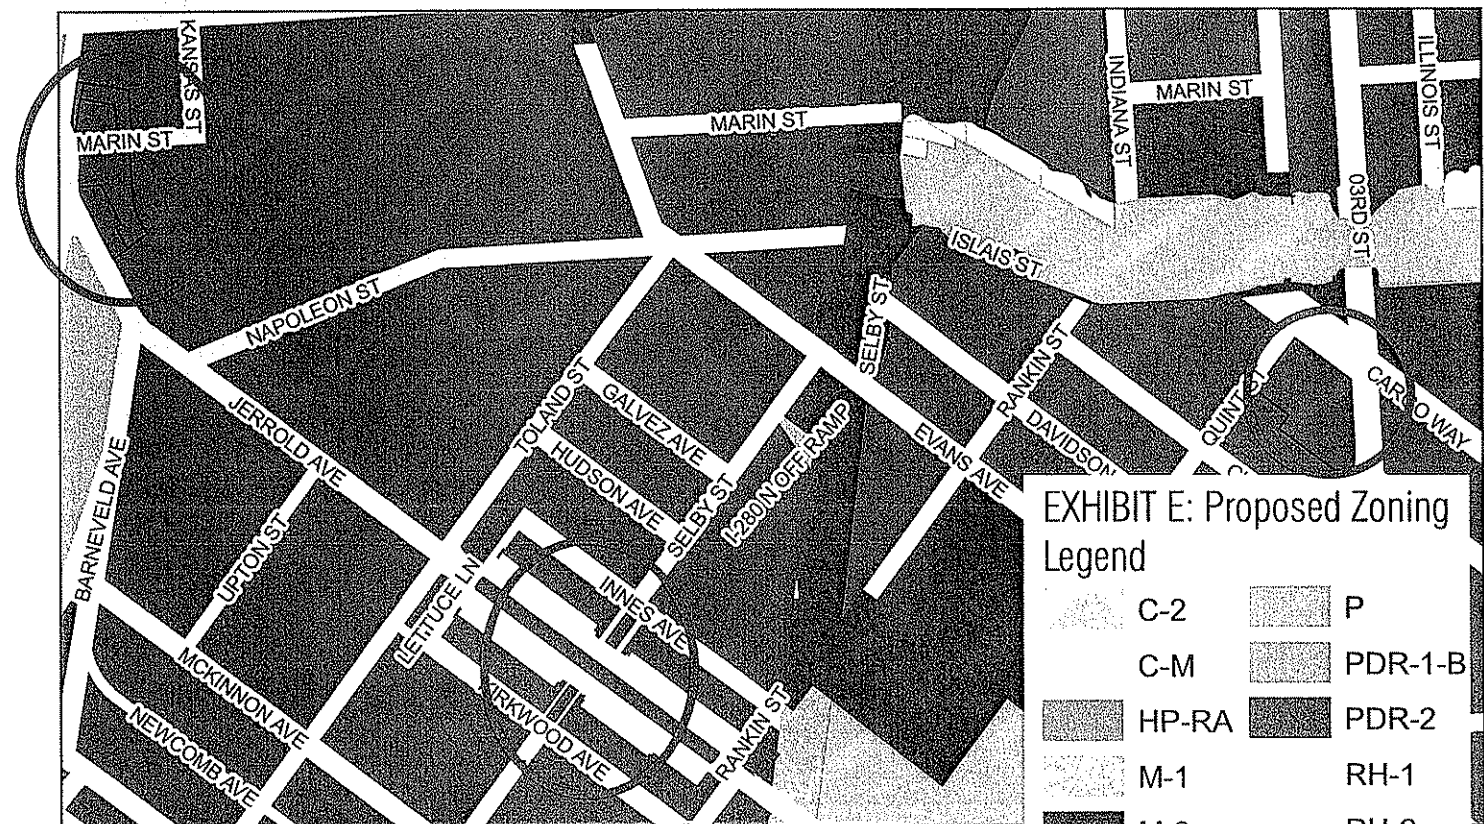 KANSAS ST
MARIN ST
MARIN ST
INDIANA ST
MARIN ST
ILLINOIS ST
03RD ST
ISLAIS ST
NAPOLEON ST
SELBY ST
RANKIN ST
QUINT ST
CARGO WAY
JERROLD AVE
TOLAND ST
GALVEZ AVE
HUDSON AVE
SELBY ST
I-280 N OFF RAMP
EVANS AVE
DAVIDSON
BARNEVELD AVE
UPTON ST
LETTUCE LN
INNES AVE
MCKINNON AVE
NEWCOMB AVE
KIRKWOOD AVE
RANKIN ST
EXHIBIT E: Proposed Zoning
Legend
C-2
P
C-M
PDR-1-B
HP-RA
PDR-2
M-1
RH-1